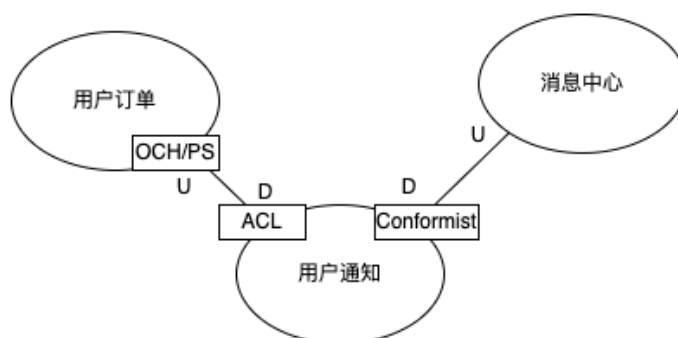 用户订单
消息中心
OCH/PS
U
U
D
D
ACL
Conformist
用户通知